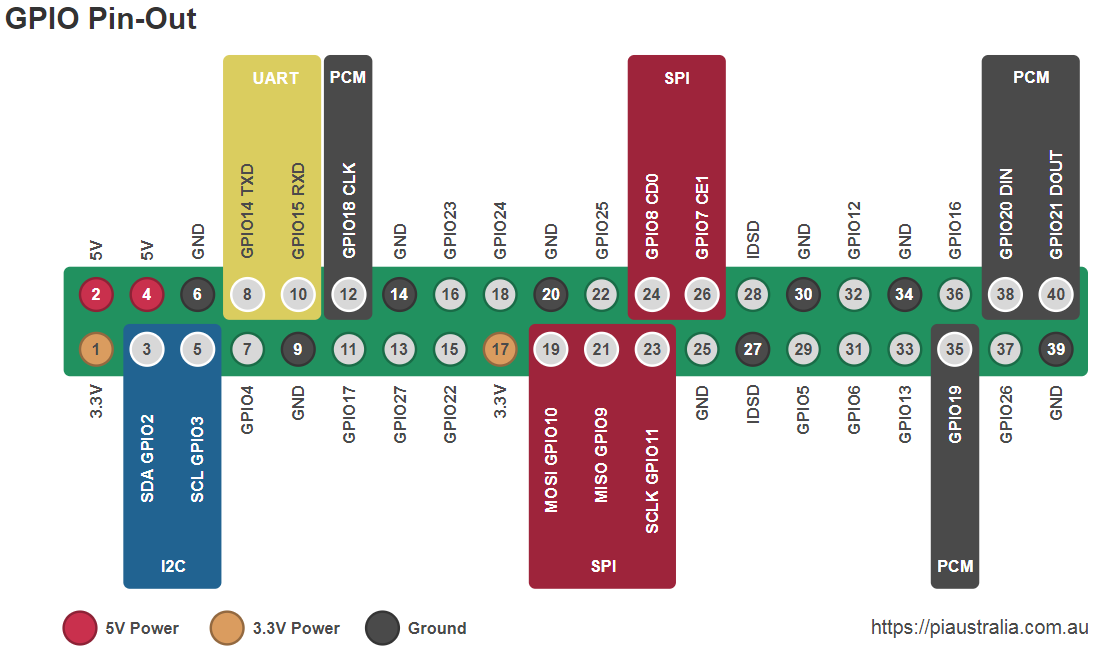 GPIO Pin-Out
UART
PCM
SPI
PCM
5V
5V
GND
GPIO14 TXD
GPIO15 RXD
GPIO18 CLK
GND
GPIO23
GPIO24
GND
GPIO25
GPIO8 CD0
GPIO7 CE1
IDSD
GPIO12
GND
GPIO16
GPIO20 DIN
GPIO21 DOUT
2 4 6 8 10 12 14 16 18 20 22 24 26 28 30 32 34 36 38 40
1 3 5 7 9 11 13 15 17 19 21 23 25 27 29 31 33 35 37 39
3.3V
SDA GPIO2
SCL GPIO3
GPIO4
GND
GPIO17
GPIO27
GPIO22
3.3V
MOSI GPIO10
MISO GPIO9
SCLK GPIO11
GND
IDSD
GPIO5
GPIO6
GPIO13
GPIO19
GPIO26
GND
I2C
SPI
PCM
5V Power
3.3V Power
Ground
https://piaustralia.com.au